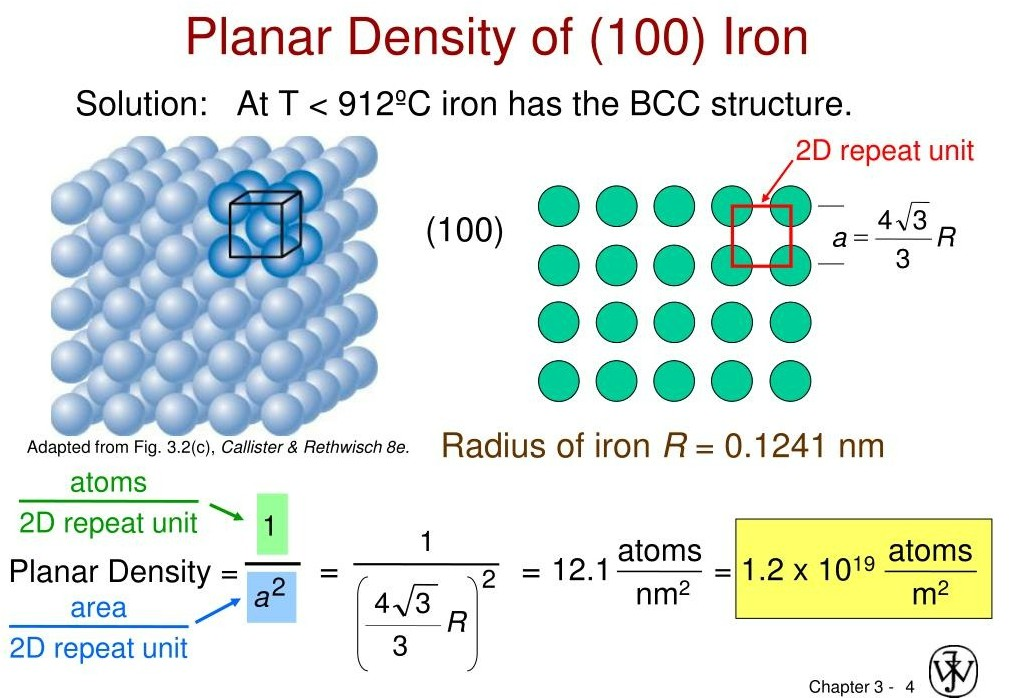 Planar Density of (100) Iron
Solution: At T < 912ºC iron has the BCC structure.
2D repeat unit
(100)
a = 4√3/3 R
Adapted from Fig. 3.2(c), Callister & Rethwisch 8e.
Radius of iron R = 0.1241 nm
atoms
2D repeat unit
Planar Density = 1/a² = 1/(4√3/3 R)² = 12.1 atoms/nm² = 1.2 x 10¹⁹ atoms/m²
area
2D repeat unit
Chapter 3 - 4